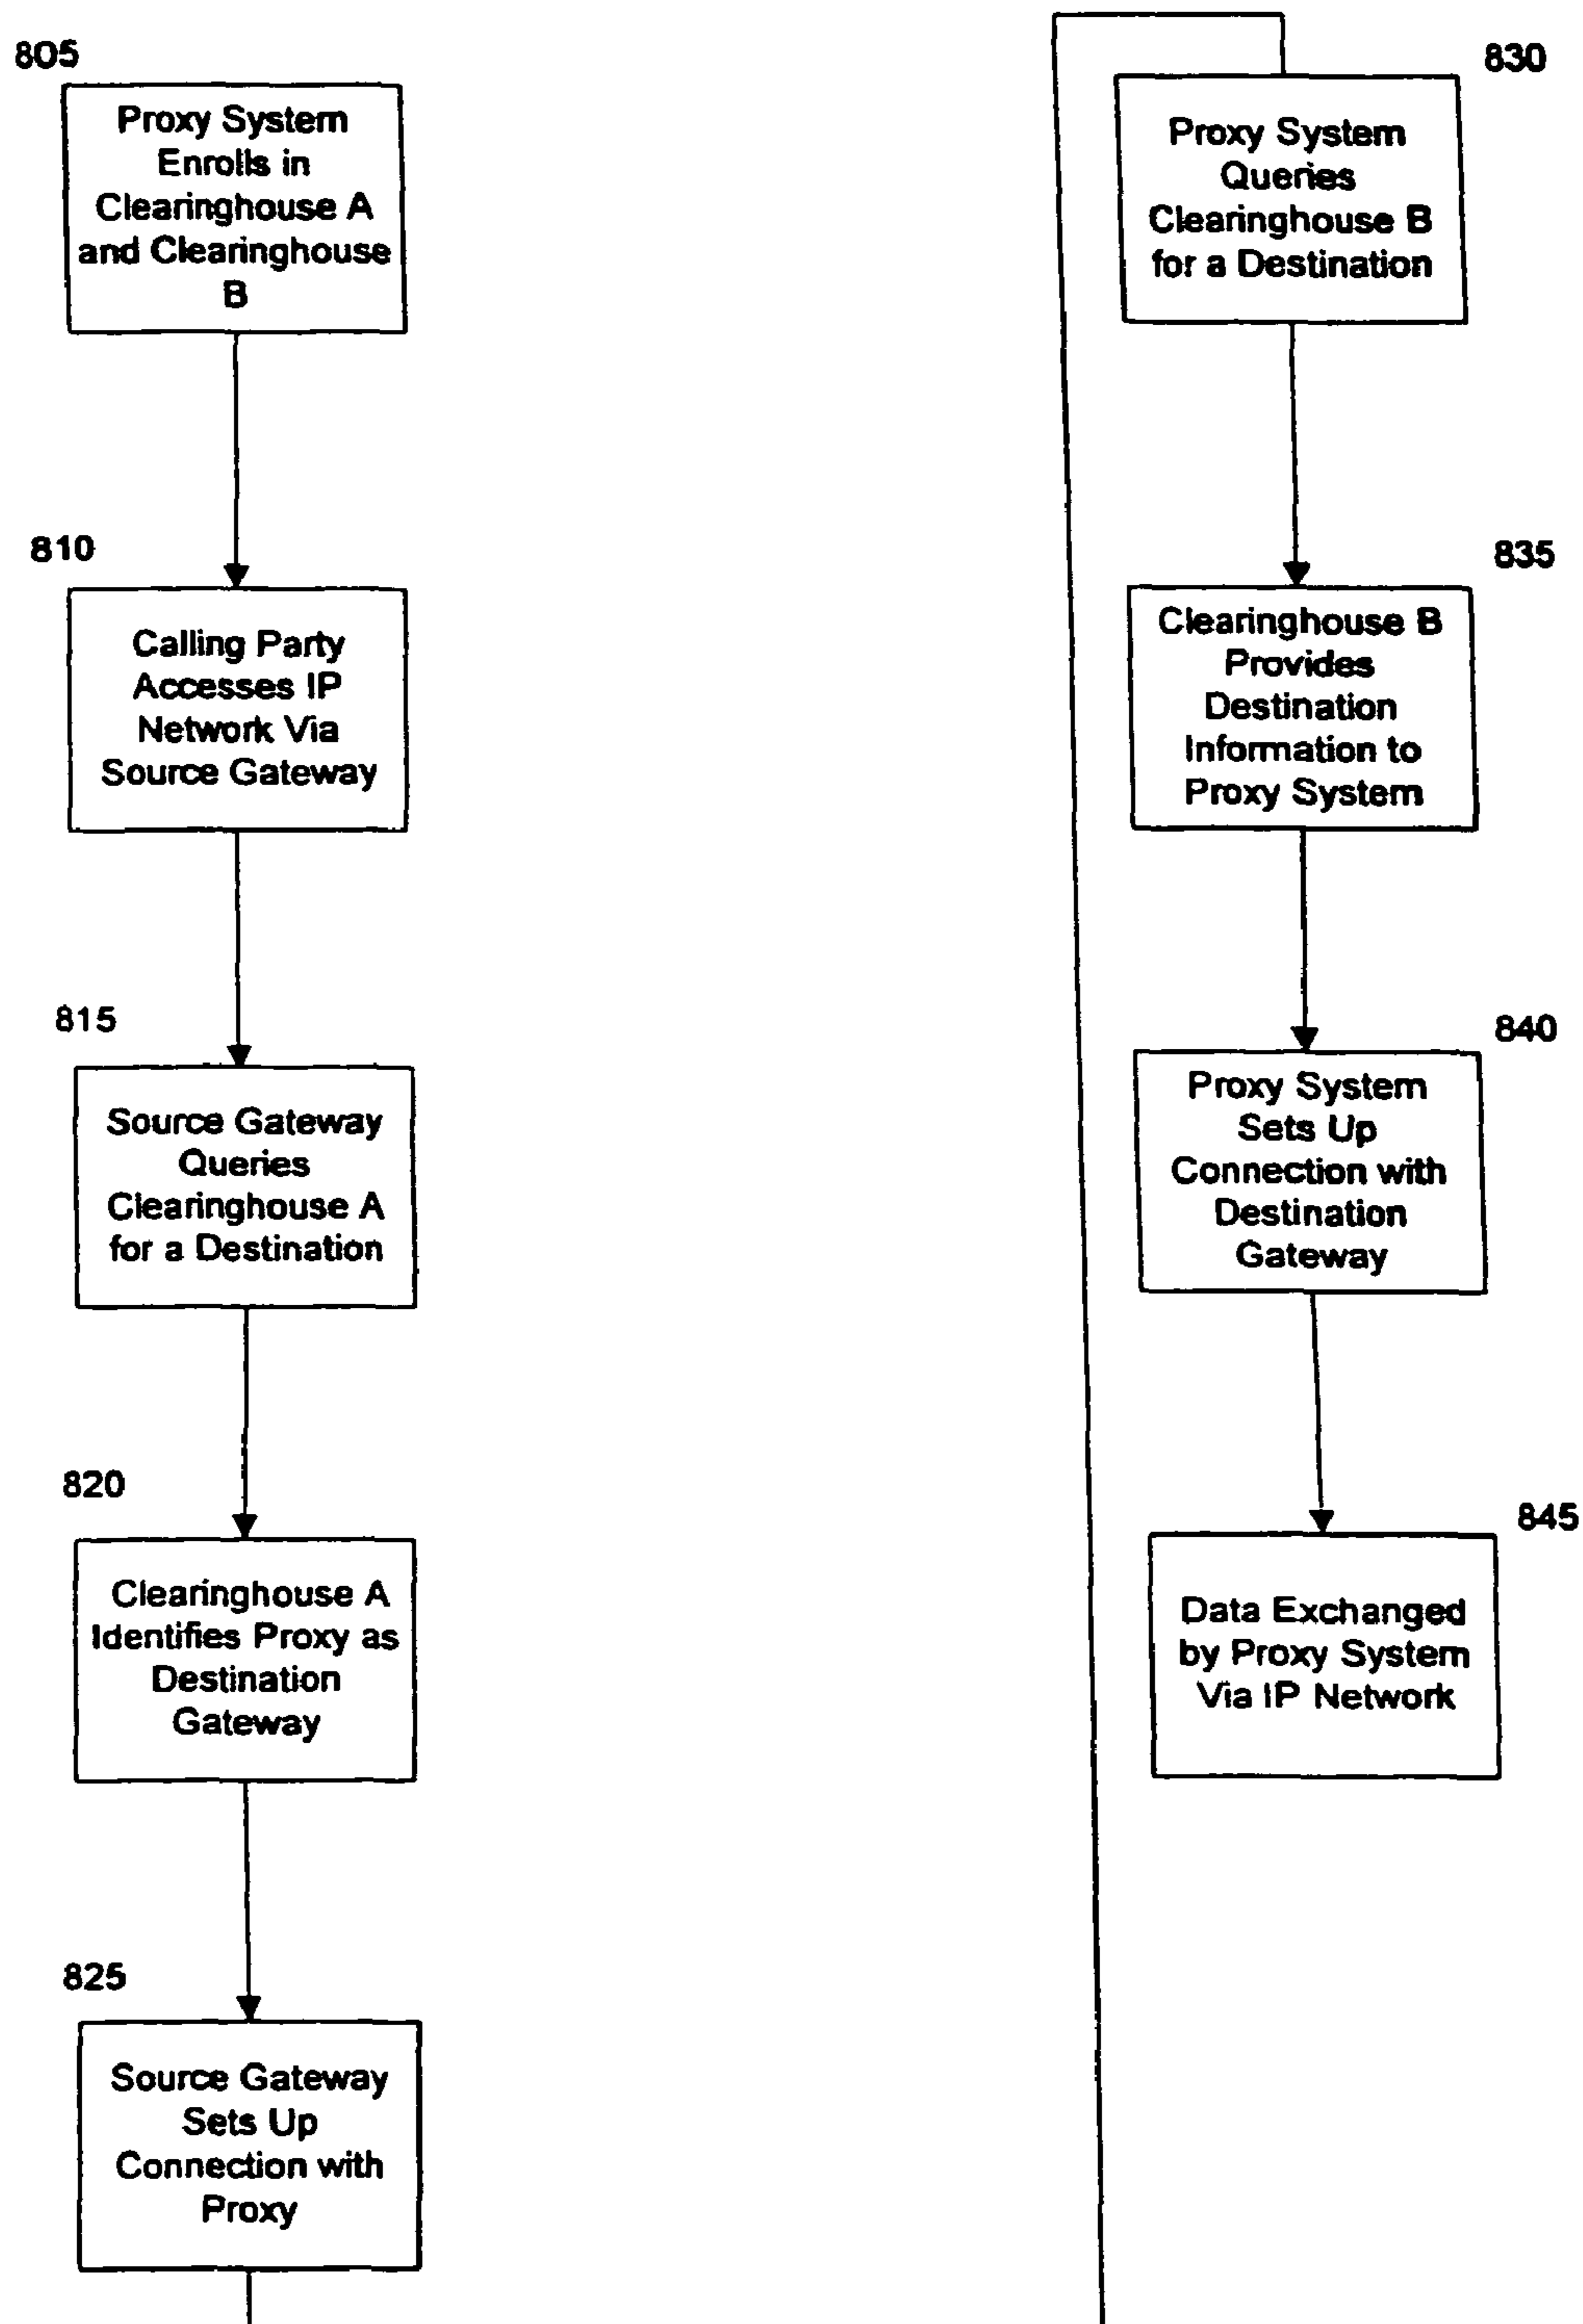 805
Proxy System
Enrolls in
Clearinghouse A
and Clearinghouse
B
810
Calling Party
Accesses IP
Network Via
Source Gateway
815
Source Gateway
Queries
Clearinghouse A
for a Destination
820
Clearinghouse A
Identifies Proxy as
Destination
Gateway
825
Source Gateway
Sets Up
Connection with
Proxy
830
Proxy System
Queries
Clearinghouse B
for a Destination
835
Clearinghouse B
Provides
Destination
Information to
Proxy System
840
Proxy System
Sets Up
Connection with
Destination
Gateway
845
Data Exchanged
by Proxy System
Via IP Network